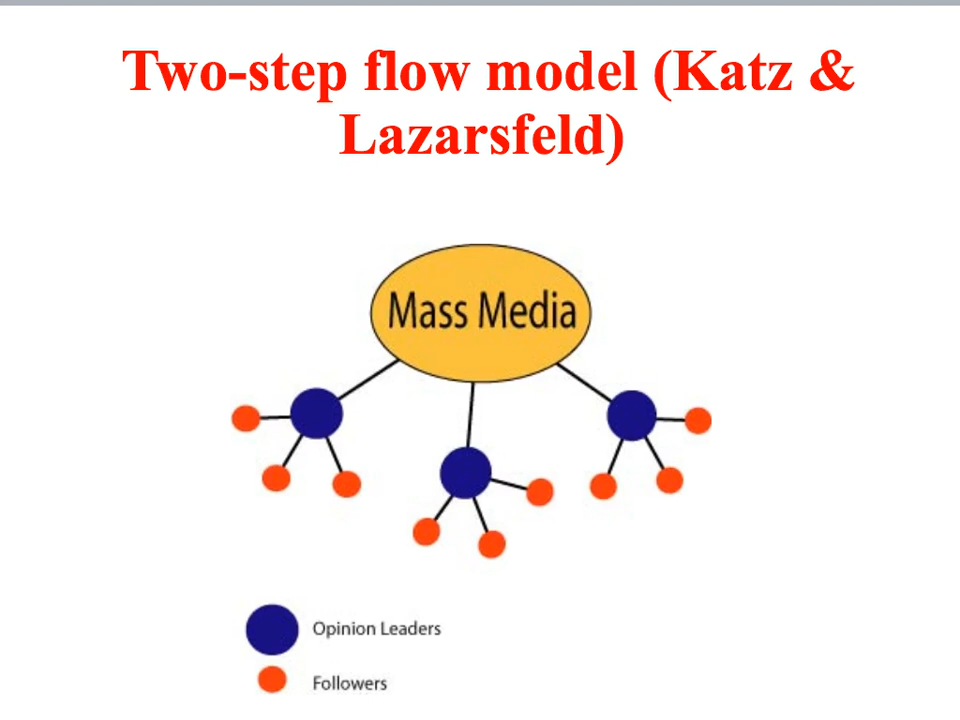 Two-step flow model (Katz &
Lazarsfeld)
Mass Media
Opinion Leaders
Followers